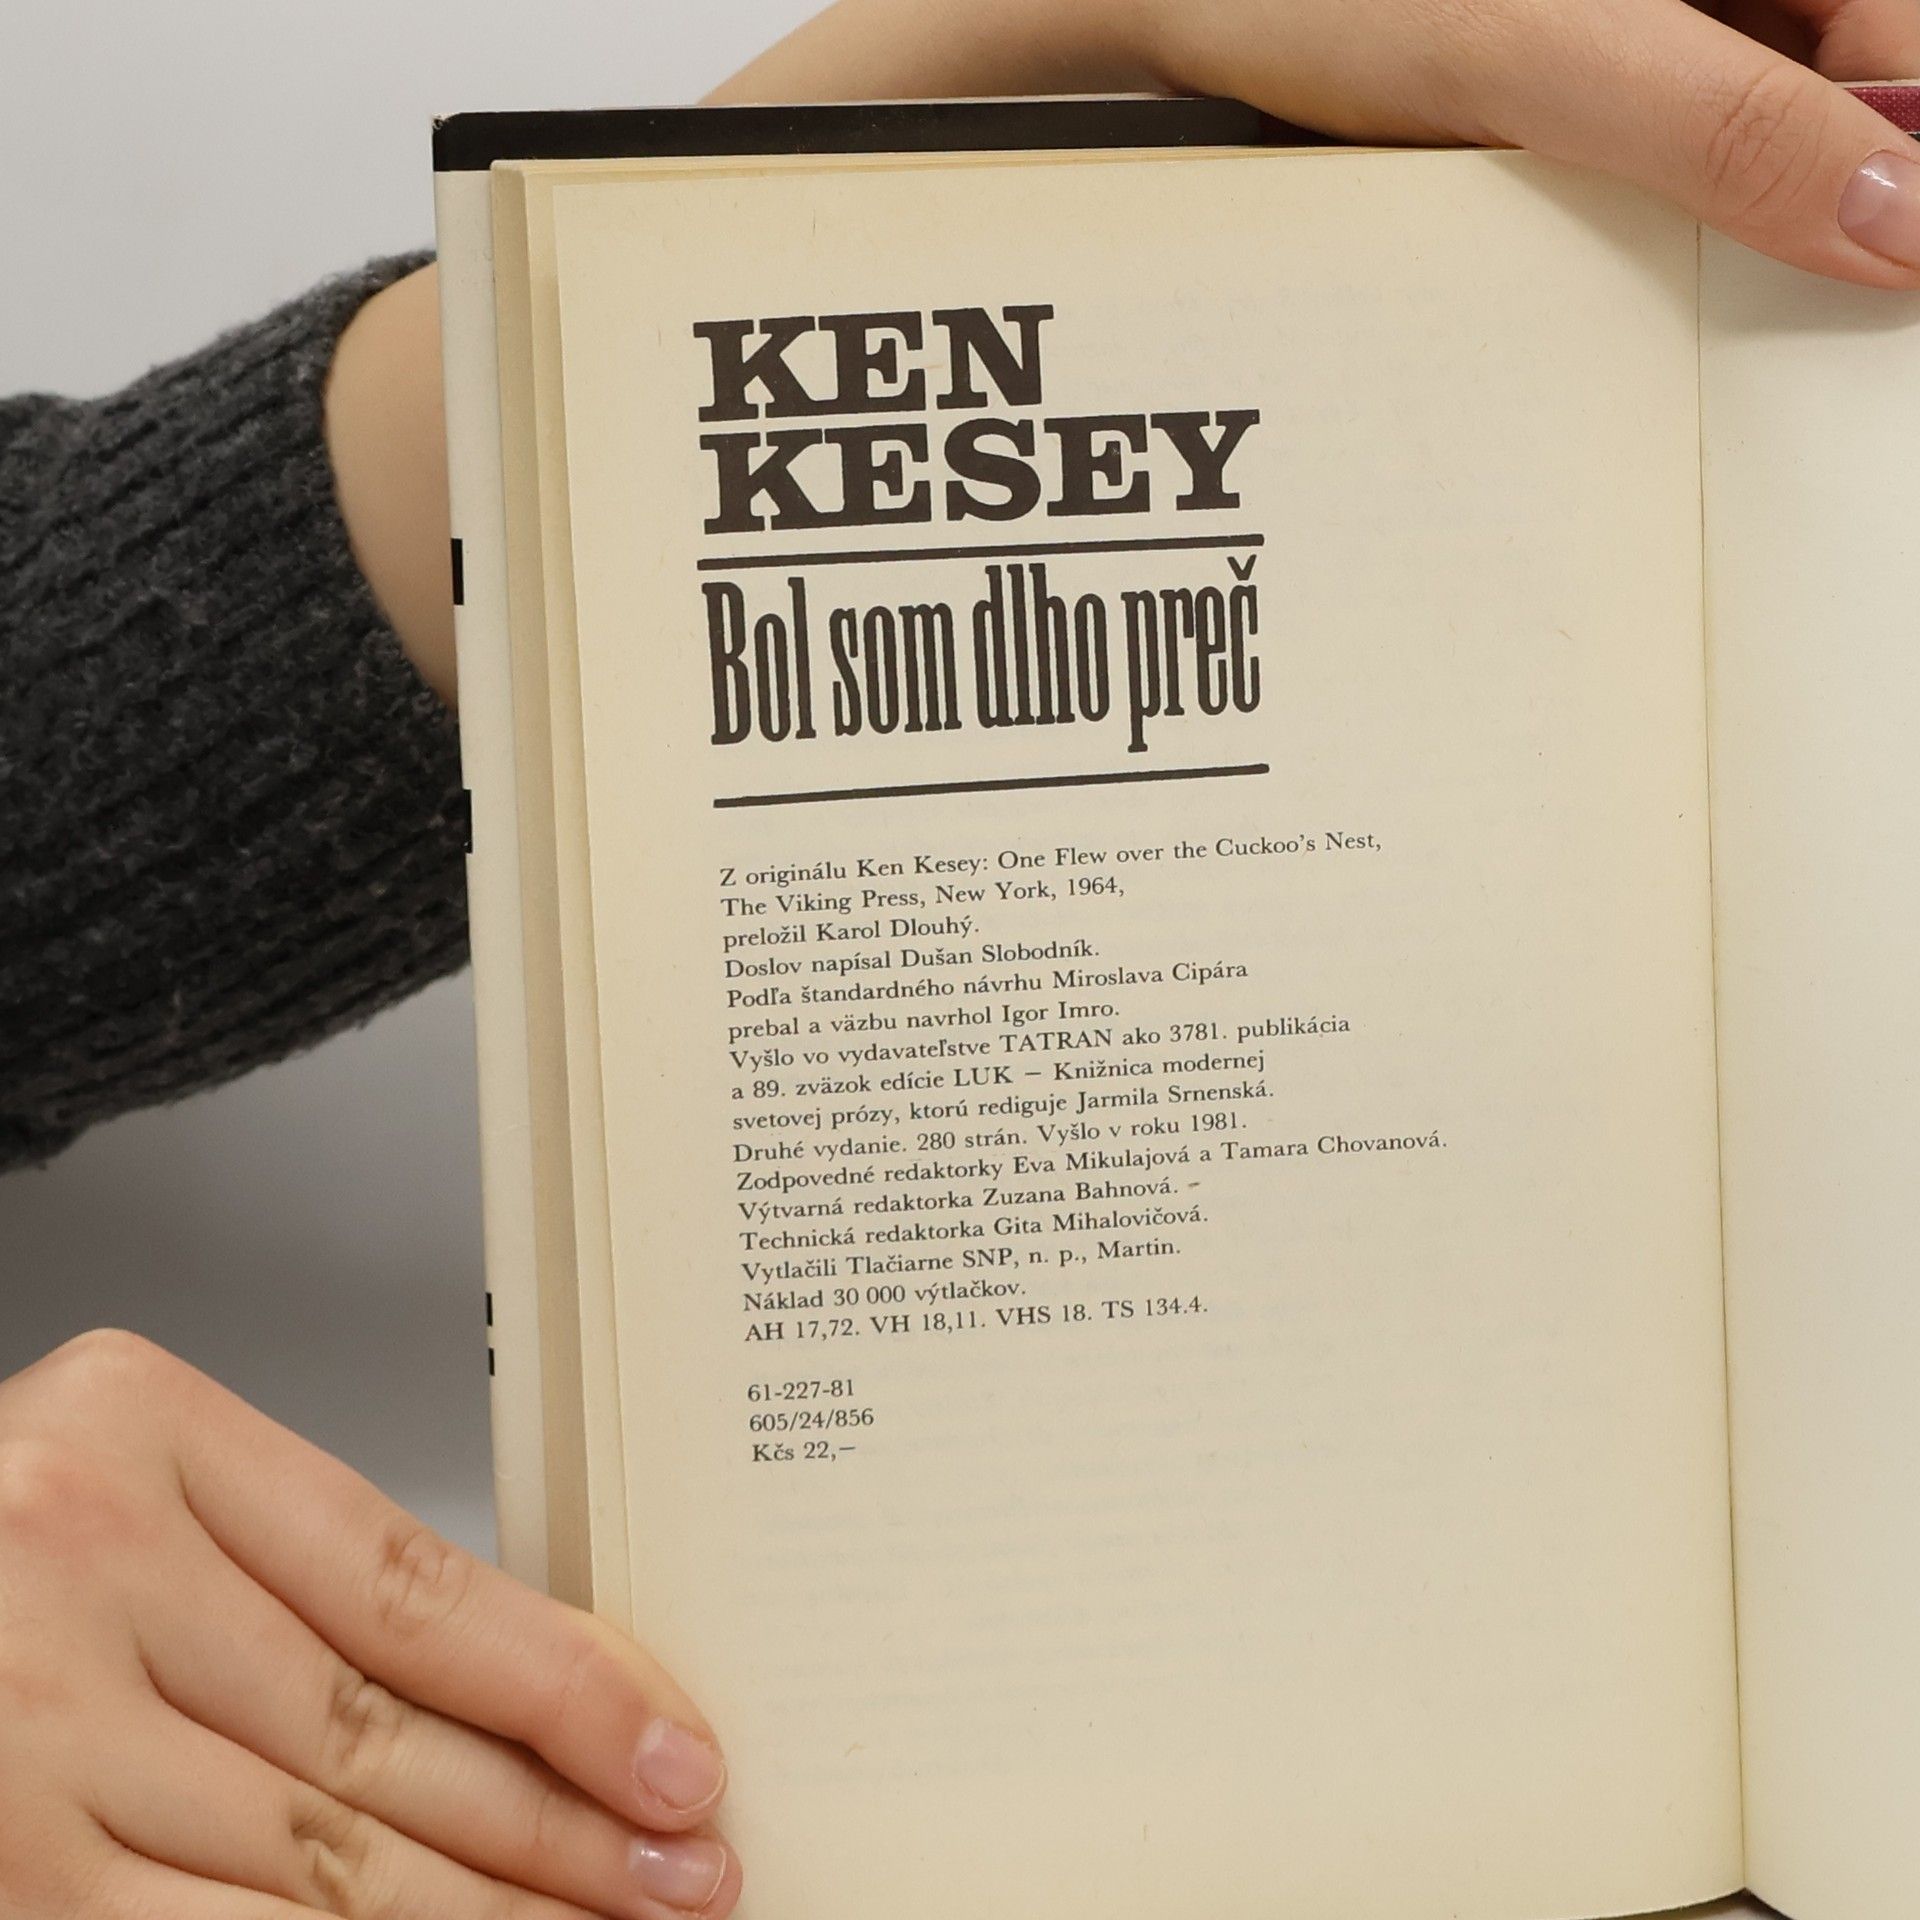 KEN
KESEY
Bol som dlho preč
Z originálu Ken Kesey: One Flew over the Cuckoo's Nest,
The Viking Press, New York, 1964,
preložil Karol Dlouhý.
Doslov napísal Dušan Slobodník.
Podľa štandardného návrhu Miroslava Cipára
prebal a väzbu navrhol Igor Imro.
Vyšlo vo vydavateľstve TATRAN ako 3781. publikácia
a 89. zväzok edície LUK — Knižnica modernej
svetovej prózy, ktorú rediguje Jarmila Srnenská.
Druhé vydanie. 280 strán. Vyšlo v roku 1981.
Zodpovedné redaktorky Eva Mikulajová a Tamara Chovanová.
Výtvarná redaktorka Zuzana Bahnová.
Technická redaktorka Gita Mihalovičová.
Vytlačili Tlačiarne SNP, n. p., Martin.
Náklad 30 000 výtlačkov.
AH 17,72. VH 18,11. VHS 18. TS 134.4.
61-227-81
605/24/856
Kčs 22,—